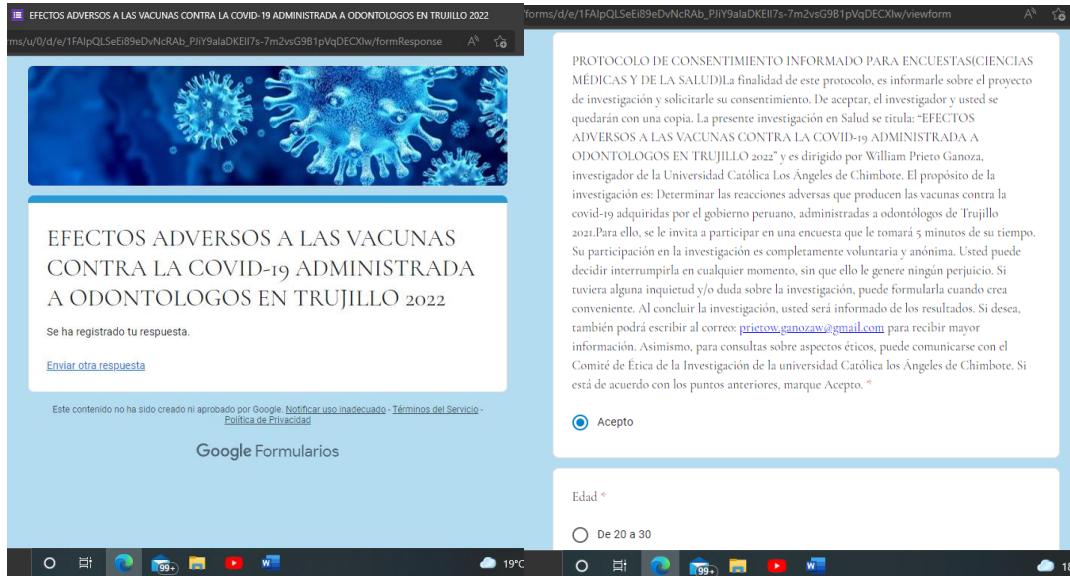 EFECTOS ADVERSOS A LAS VACUNAS CONTRA LA COVID-19 ADMINISTRADA A ODONTOLOGOS EN TRUJILLO 2022
rms/u/0/d/e/1FAIpQLSeEi89eDvNcRAb_PJiY9alaDKEII7s-7m2vsG9B1pVqDECXIw/formResponse
EFECTOS ADVERSOS A LAS VACUNAS
CONTRA LA COVID-19 ADMINISTRADA
A ODONTOLOGOS EN TRUJILLO 2022
Se ha registrado tu respuesta.
Enviar otra respuesta
Este contenido no ha sido creado ni aprobado por Google. Notificar uso inadecuado - Términos del Servicio -
Política de Privacidad
Google Formularios
99+
19°C
forms/d/e/1FAIpQLSeEi89eDvNcRAb_PJiY9alaDKEII7s-7m2vsG9B1pVqDECXIw/viewform
PROTOCOLO DE CONSENTIMIENTO INFORMADO PARA ENCUESTAS(CIENCIAS
MÉDICAS Y DE LA SALUD)La finalidad de este protocolo, es informarle sobre el proyecto
de investigación y solicitarle su consentimiento. De aceptar, el investigador y usted se
quedarán con una copia. La presente investigación en Salud se titula: “EFECTOS
ADVERSOS A LAS VACUNAS CONTRA LA COVID-19 ADMINISTRADA A
ODONTOLOGOS EN TRUJILLO 2022” y es dirigido por William Prieto Ganoza,
investigador de la Universidad Católica Los Ángeles de Chimbote. El propósito de la
investigación es: Determinar las reacciones adversas que producen las vacunas contra la
covid-19 adquiridas por el gobierno peruano, administradas a odontólogos de Trujillo
2021.Para ello, se le invita a participar en una encuesta que le tomará 5 minutos de su tiempo.
Su participación en la investigación es completamente voluntaria y anónima. Usted puede
decidir interrumpirla en cualquier momento, sin que ello le genere ningún perjuicio. Si
tuviera alguna inquietud y/o duda sobre la investigación, puede formularla cuando crea
conveniente. Al concluir la investigación, usted será informado de los resultados. Si desea,
también podrá escribir al correo: prietow.ganozaw@gmail.com para recibir mayor
información. Asimismo, para consultas sobre aspectos éticos, puede comunicarse con el
Comité de Ética de la Investigación de la universidad Católica los Ángeles de Chimbote. Si
está de acuerdo con los puntos anteriores, marque Acepto. *
Acepto
Edad *
De 20 a 30
99+
18